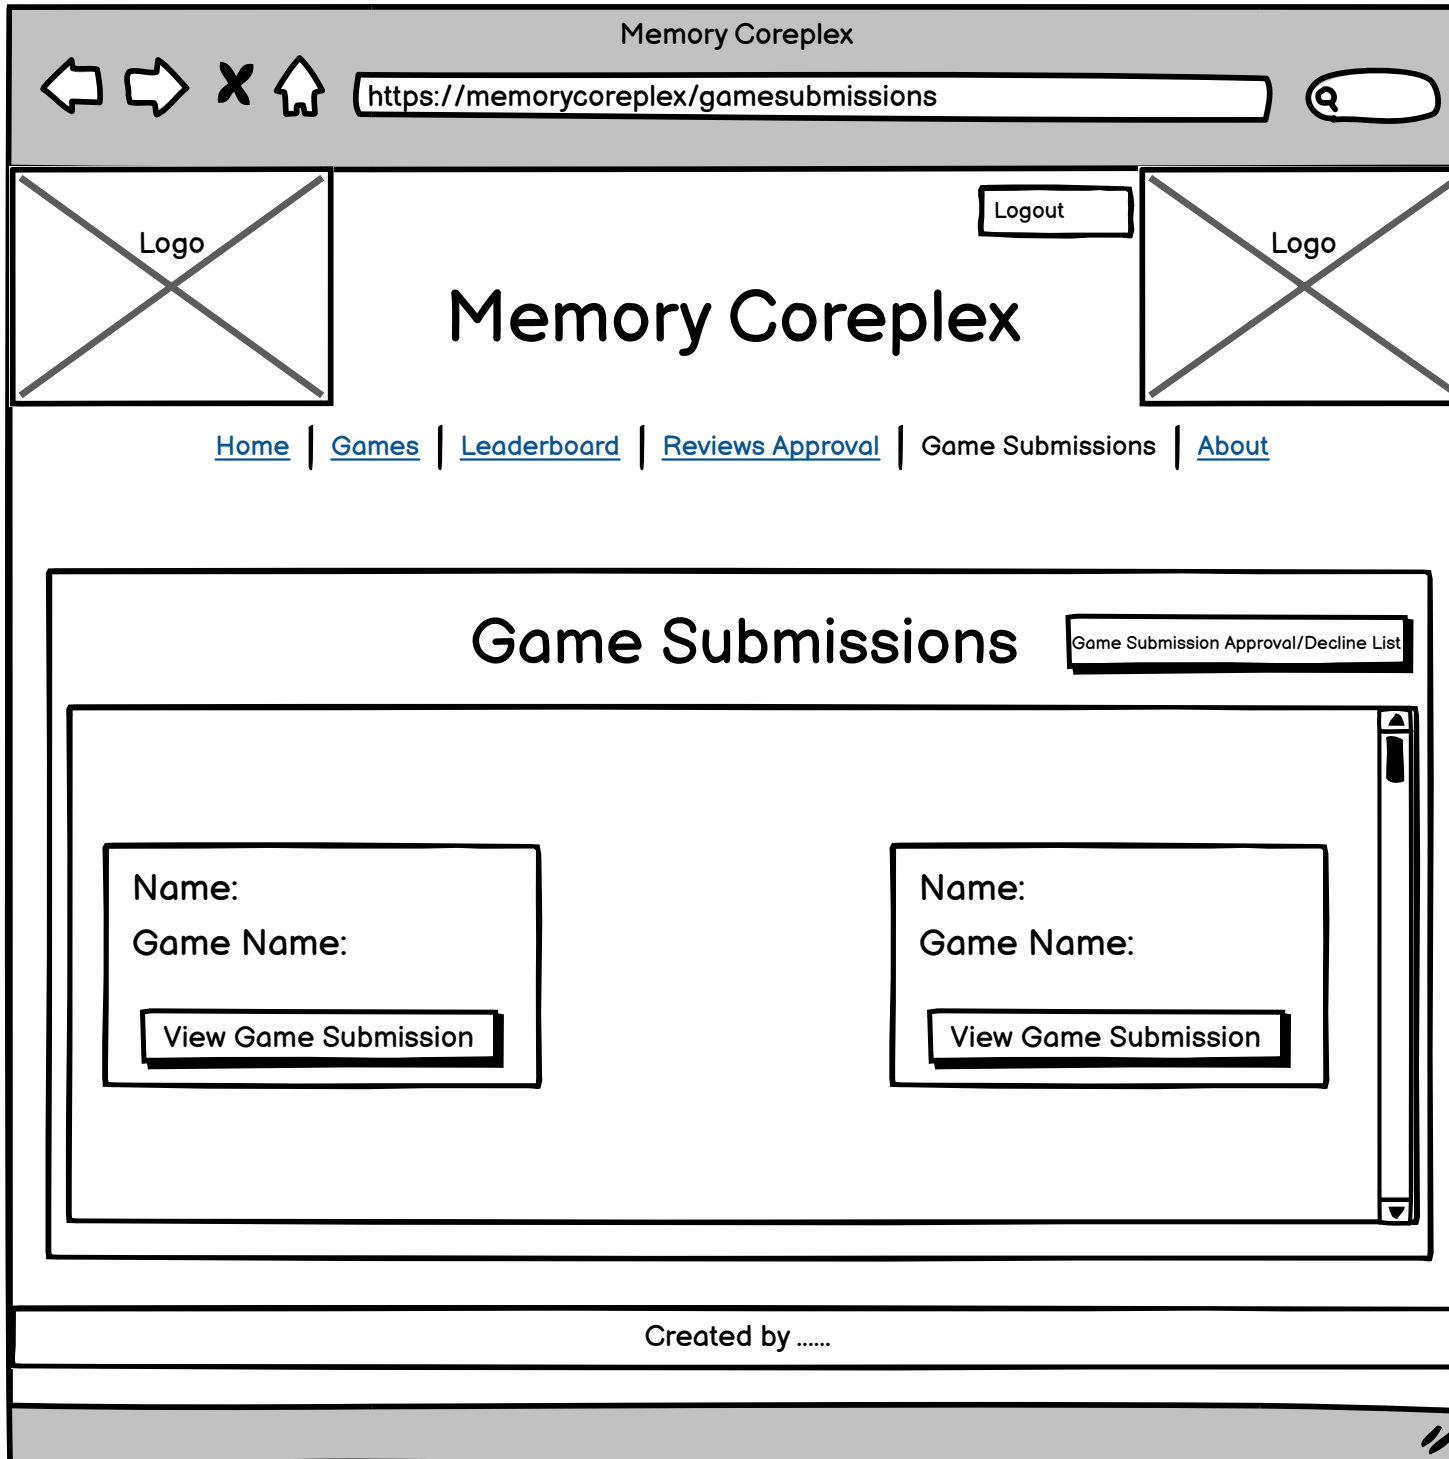 Memory Coreplex
https://memorycoreplex/gamesubmissions
Logo
Logout
Logo
Memory Coreplex
Home Games Leaderboard Reviews Approval Game Submissions About
Game Submissions
Game Submission Approval/Decline List
Name:
Game Name:
View Game Submission
Name:
Game Name:
View Game Submission
Created by ......